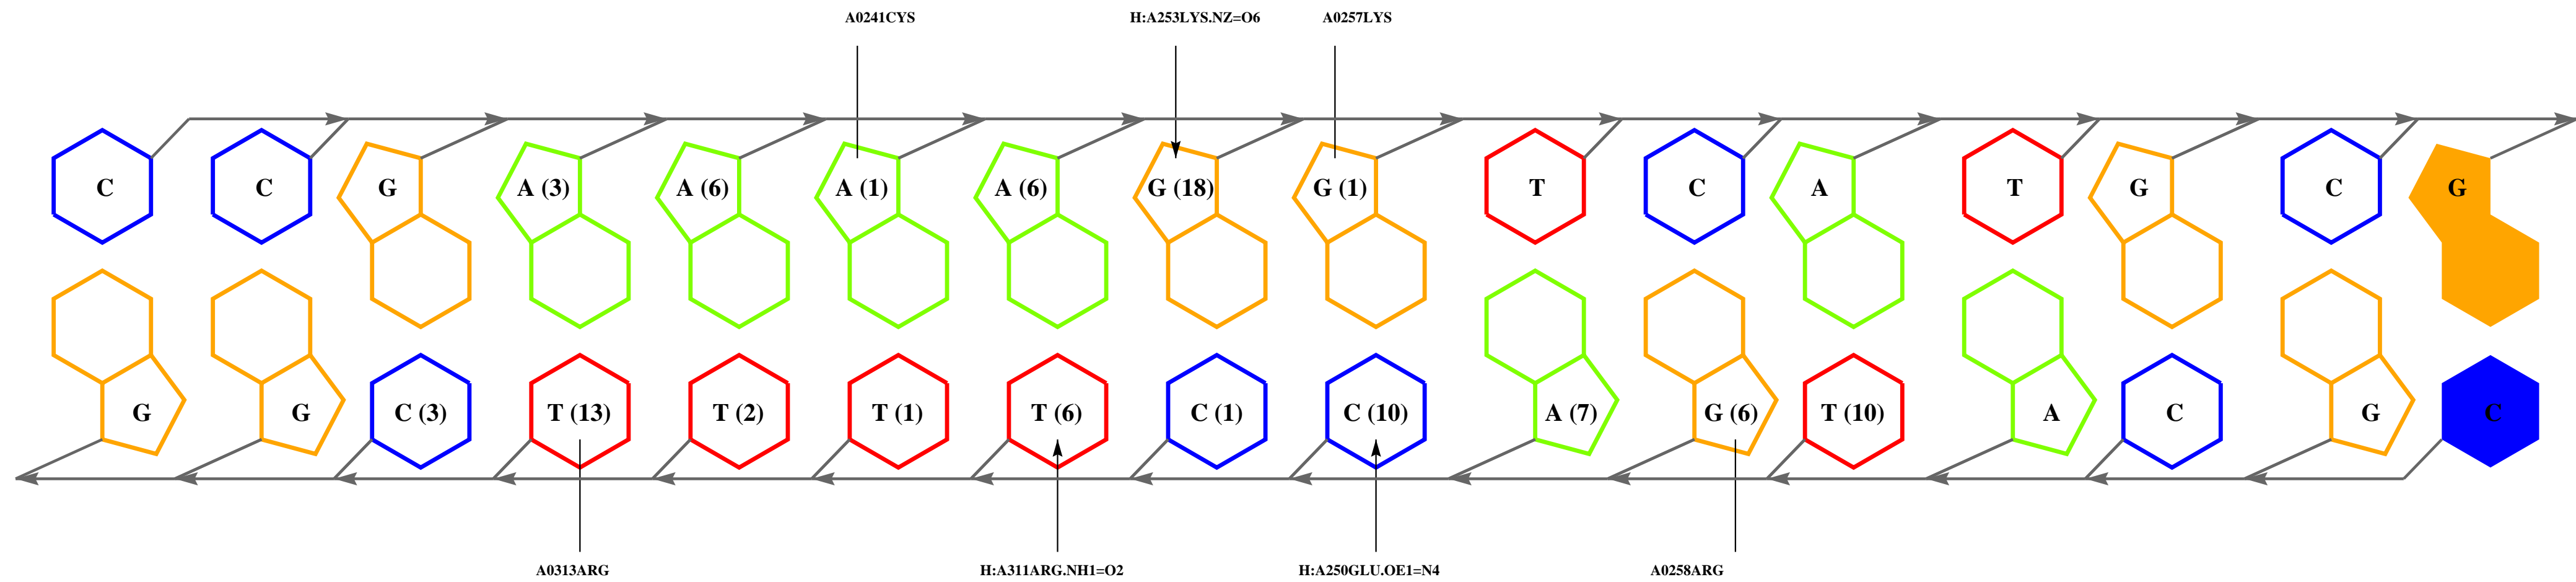 A0241CYS H:A253LYS.NZ=O6 A0257LYS
C C G A (3) A (6) A (1) A (6) G (18) G (1) T C A T G C G
G G C (3) T (13) T (2) T (1) T (6) C (1) C (10) A (7) G (6) T (10) A C G C
A0313ARG H:A311ARG.NH1=O2 H:A250GLU.OE1=N4 A0258ARG